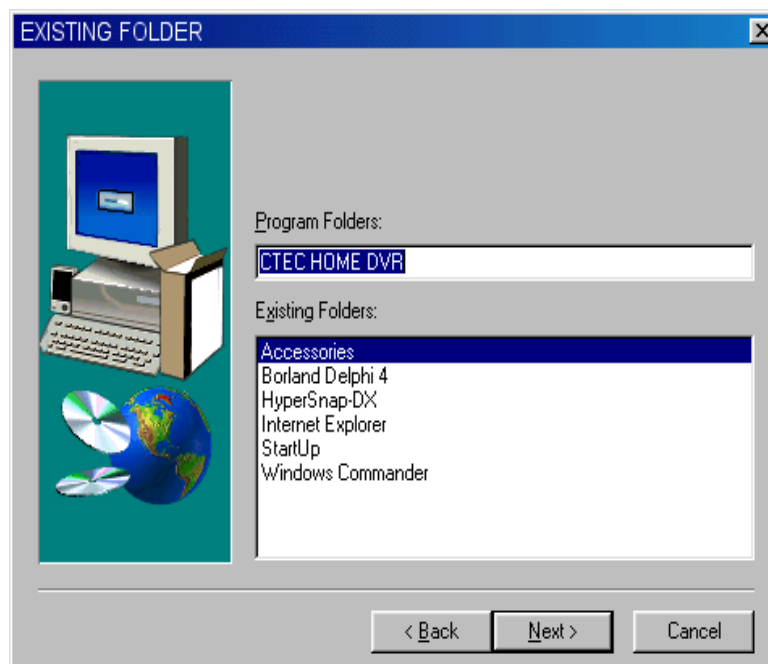 EXISTING FOLDER
Program Folders:
CTEC HOME DVR
Existing Folders:
Accessories
Borland Delphi 4
HyperSnap-DX
Internet Explorer
StartUp
Windows Commander
< Back
Next >
Cancel